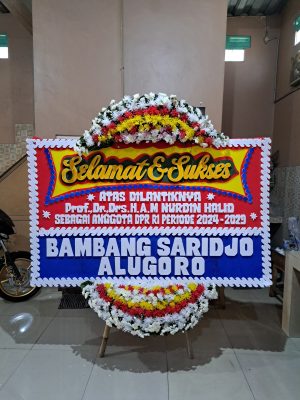 Selamat & Sukses
ATAS DILANTIKNYA
Prof. Dr. Drs. H.A.M NURDIN HALID
SEBAGAI ANGGOTA DPR RI PERIODE 2024-2029
BAMBANG SARIDJO
ALUGORO